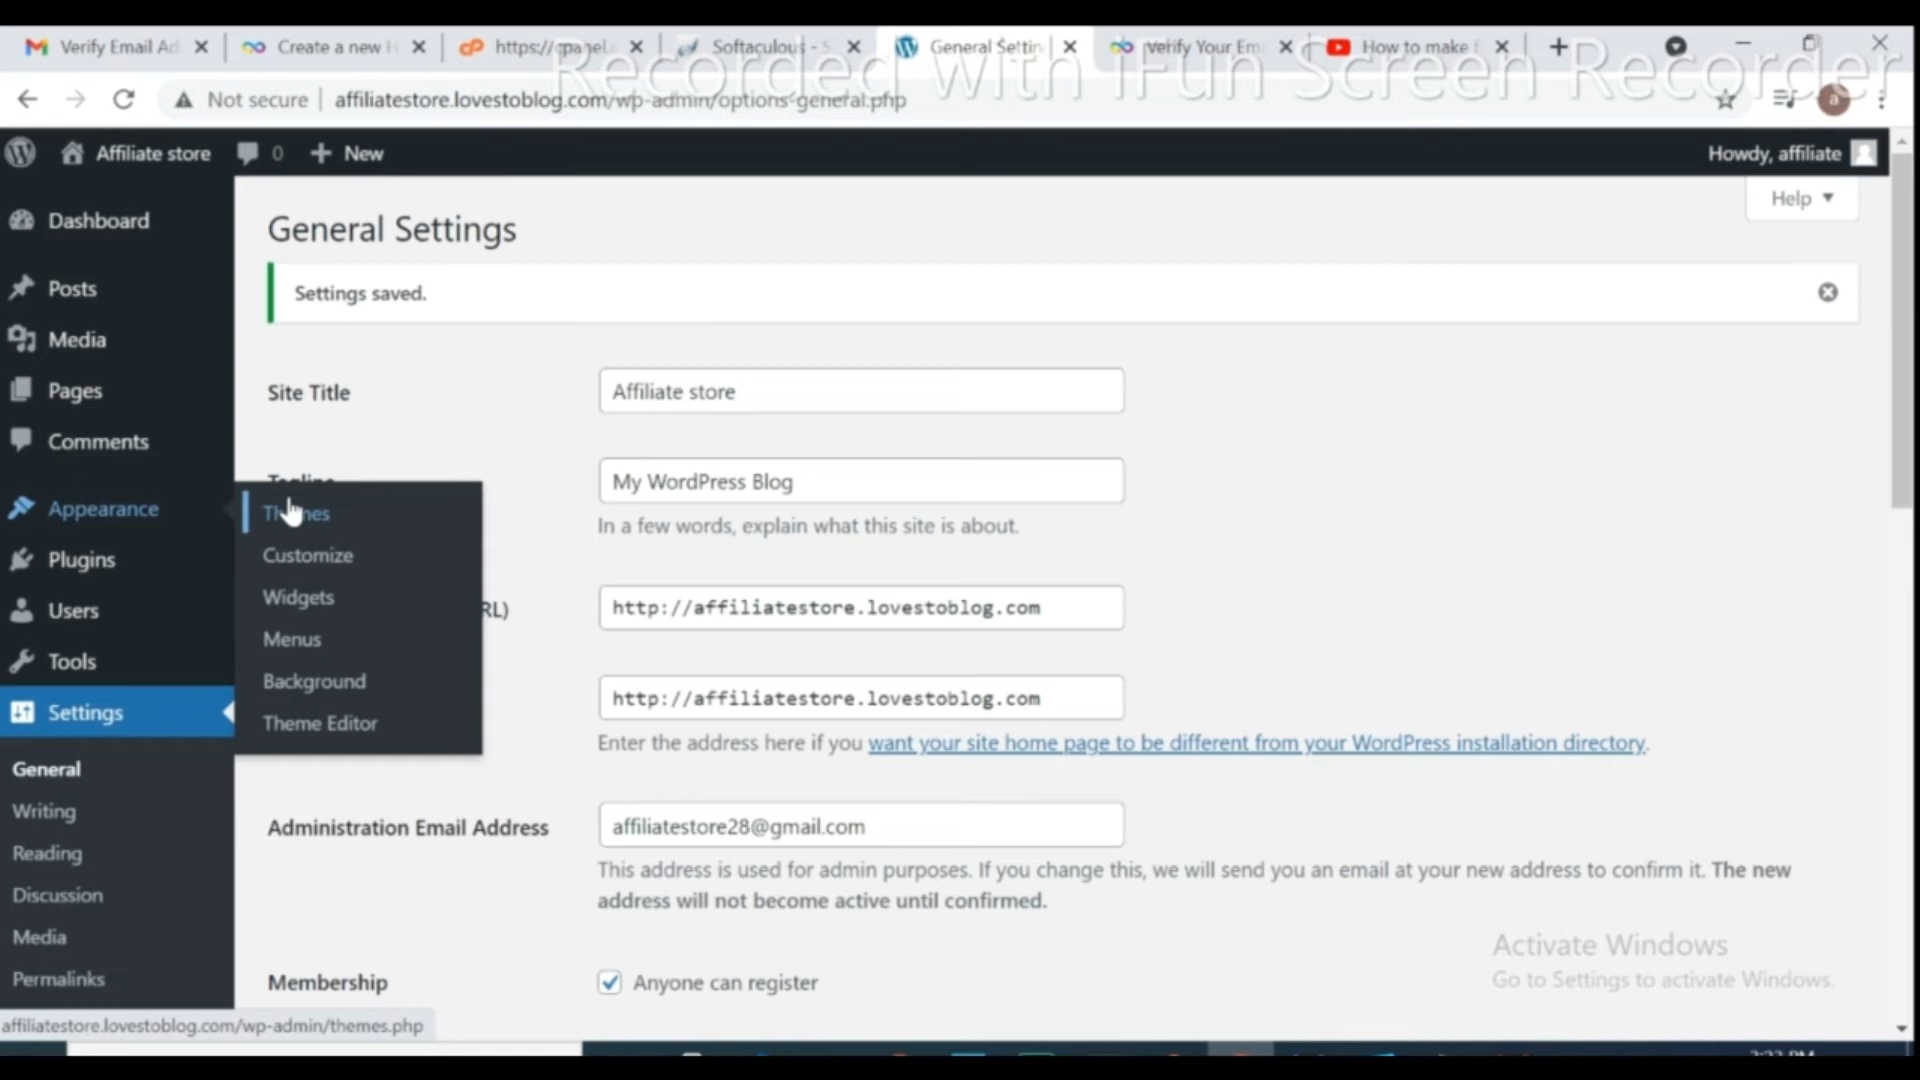 Verify Email Ad
Create a new H
https://cpanel.
Softaculous - S
General Settin
Verify Your Em
How to make
Recorded with iFun Screen Recorder
Not secure
affiliatestore.lovestoblog.com/wp-admin/options-general.php
a
Affiliate store
0
New
Howdy, affiliate
Help
Dashboard
Posts
Media
Pages
Comments
Appearance
Plugins
Users
Tools
Settings
General
Writing
Reading
Discussion
Media
Permalinks
Themes
Customize
Widgets
Menus
Background
Theme Editor
General Settings
Settings saved.
Site Title
Affiliate store
Tagline
My WordPress Blog
In a few words, explain what this site is about.
RL)
http://affiliatestore.lovestoblog.com
http://affiliatestore.lovestoblog.com
Enter the address here if you want your site home page to be different from your WordPress installation directory.
Administration Email Address
affiliatestore28@gmail.com
This address is used for admin purposes. If you change this, we will send you an email at your new address to confirm it. The new
address will not become active until confirmed.
Membership
Anyone can register
Activate Windows
Go to Settings to activate Windows.
affiliatestore.lovestoblog.com/wp-admin/themes.php